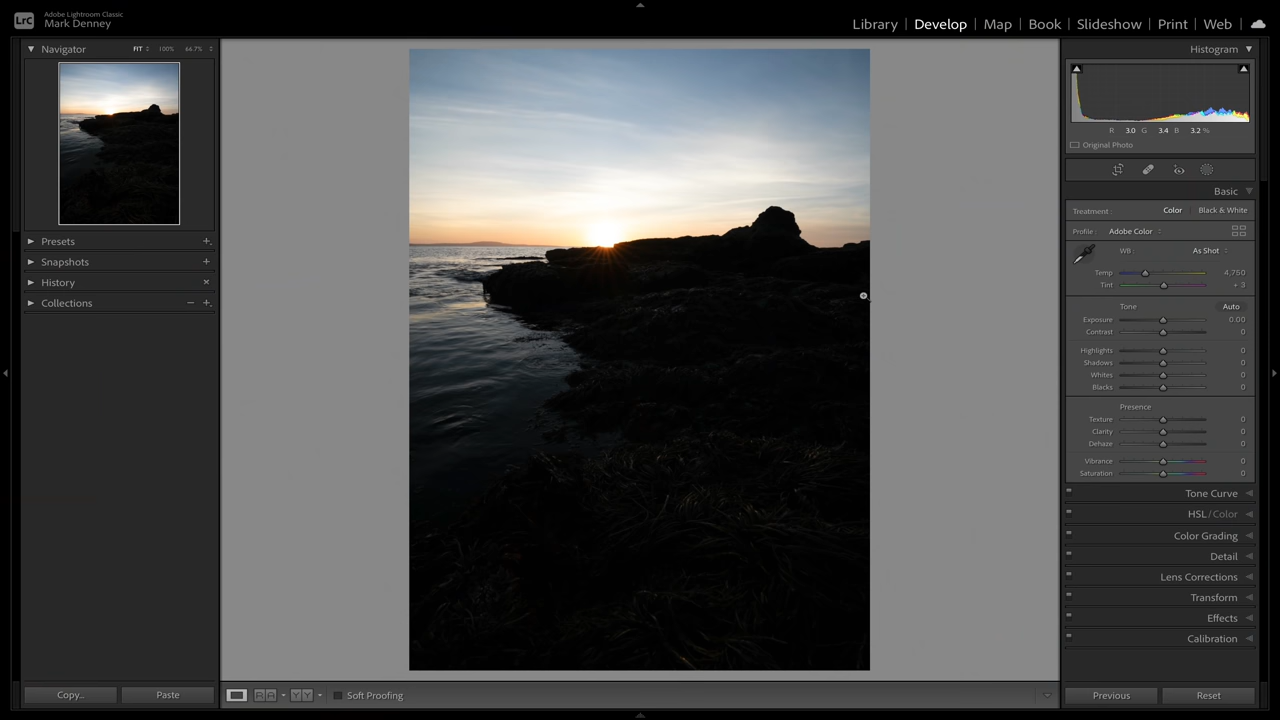 LrC
Adobe Lightroom Classic
Mark Denney
Library | Develop | Map | Book | Slideshow | Print | Web
Navigator FIT 100% 66.7%
Presets
Snapshots
History
Collections
Copy... Paste
Soft Proofing
Histogram
R 3.0 G 3.4 B 3.2 %
Original Photo
Basic
Treatment: Color Black & White
Profile: Adobe Color
WB: As Shot
Temp 4,750
Tint + 3
Tone Auto
Exposure 0.00
Contrast 0
Highlights 0
Shadows 0
Whites 0
Blacks 0
Presence
Texture 0
Clarity 0
Dehaze 0
Vibrance 0
Saturation 0
Tone Curve
HSL / Color
Color Grading
Detail
Lens Corrections
Transform
Effects
Calibration
Previous Reset